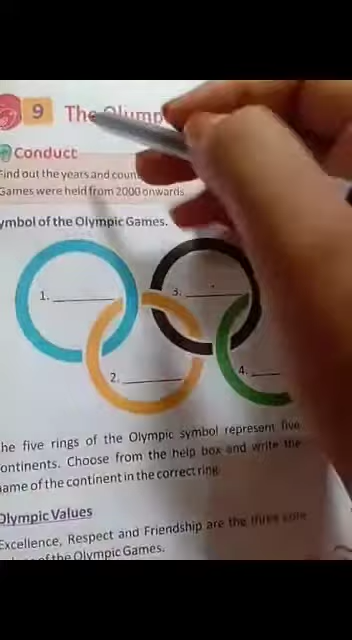 9 The Olymp
Conduct
Find out the years and coun
Games were held from 2000 onwards.
ymbol of the Olympic Games.
1. 3.
2. 4.
he five rings of the Olympic symbol represent five
ontinents. Choose from the help box and write the
name of the continent in the correct ring.
Olympic Values
Excellence, Respect and Friendship are the three core
of the Olympic Games.